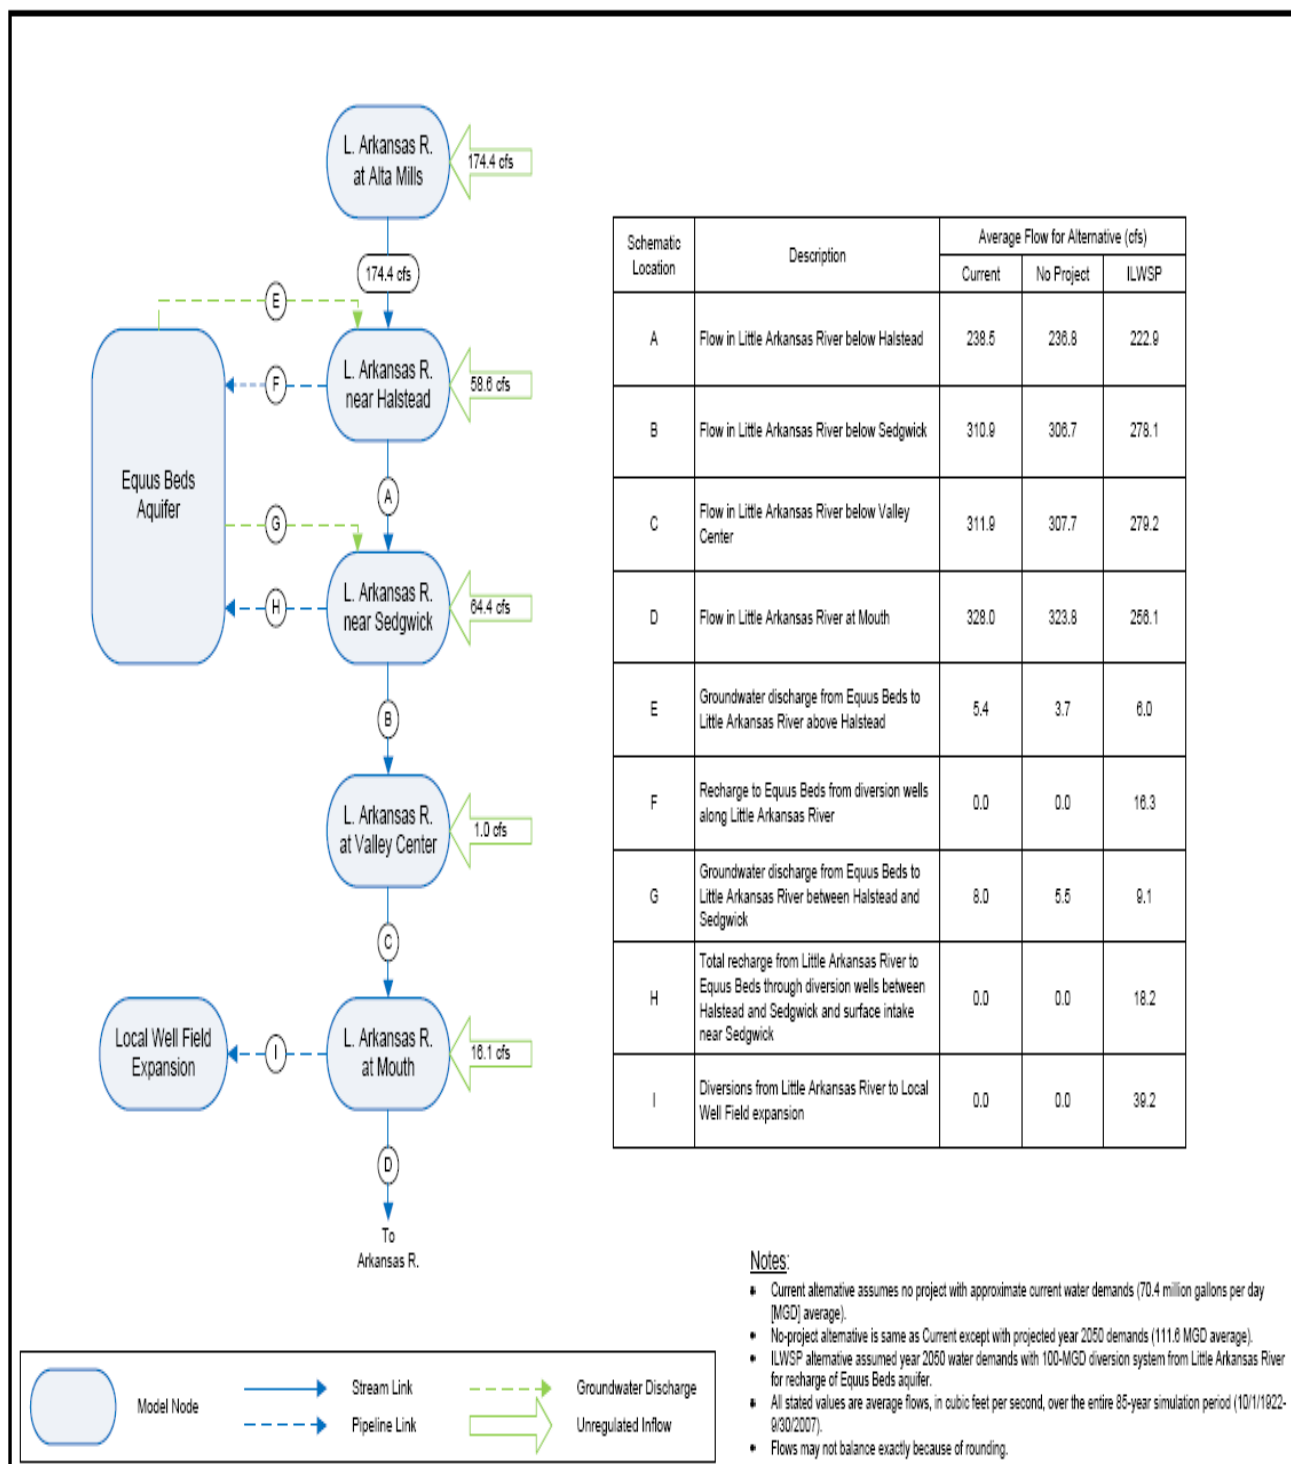 L. Arkansas R.
at Alta Mills
174.4 cfs
174.4 cfs
E
L. Arkansas R.
near Halstead
58.6 cfs
F
Equus Beds
Aquifer
A
G
L. Arkansas R.
near Sedgwick
64.4 cfs
H
B
L. Arkansas R.
at Valley Center
1.0 cfs
C
Local Well Field
Expansion
I
L. Arkansas R.
at Mouth
16.1 cfs
D
To
Arkansas R.
Schematic
Location
Description
Average Flow for Alternative (cfs)
Current No Project ILWSP
A Flow in Little Arkansas River below Halstead 238.5 236.8 222.9
B Flow in Little Arkansas River below Sedgwick 310.9 306.7 278.1
C Flow in Little Arkansas River below Valley
Center 311.9 307.7 279.2
D Flow in Little Arkansas River at Mouth 328.0 323.8 256.1
E Groundwater discharge from Equus Beds to
Little Arkansas River above Halstead 5.4 3.7 6.0
F Recharge to Equus Beds from diversion wells
along Little Arkansas River 0.0 0.0 16.3
G Groundwater discharge from Equus Beds to
Little Arkansas River between Halstead and
Sedgwick 8.0 5.5 9.1
H Total recharge from Little Arkansas River to
Equus Beds through diversion wells between
Halstead and Sedgwick and surface intake
near Sedgwick 0.0 0.0 18.2
I Diversions from Little Arkansas River to Local
Well Field expansion 0.0 0.0 39.2
Notes:
• Current alternative assumes no project with approximate current water demands (70.4 million gallons per day
[MGD] average).
• No-project alternative is same as Current except with projected year 2050 demands (111.6 MGD average).
• ILWSP alternative assumed year 2050 water demands with 100-MGD diversion system from Little Arkansas River
for recharge of Equus Beds aquifer.
• All stated values are average flows, in cubic feet per second, over the entire 85-year simulation period (10/1/1922-
9/30/2007).
• Flows may not balance exactly because of rounding.
Model Node
Stream Link
Pipeline Link
Groundwater Discharge
Unregulated Inflow